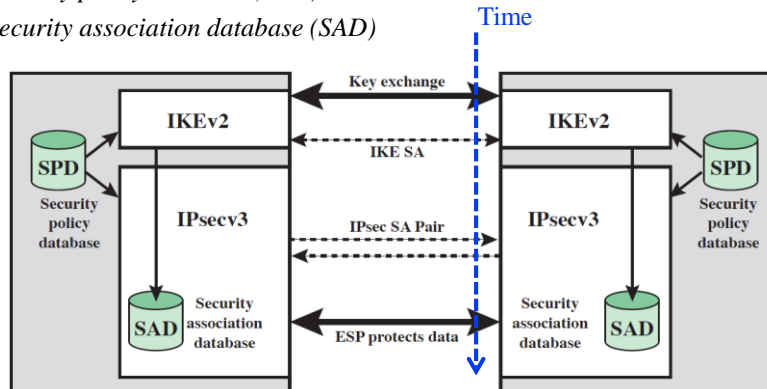 ecurity association database (SAD)
Time
Key exchange
IKEv2
IKEv2
SPD
IKE SA
SPD
Security
policy
database
IPsecv3
IPsec SA Pair
IPsecv3
Security
policy
database
SAD
Security
association
database
ESP protects data
Security
association
database
SAD